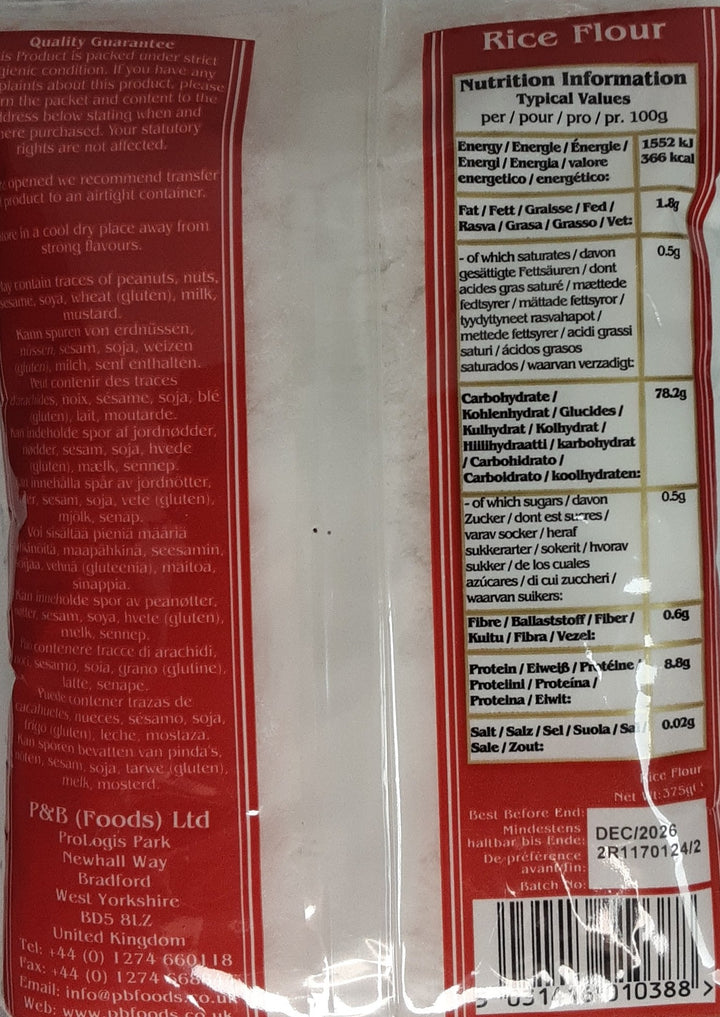 Quality Guarantee
is Product is packed under strict
gienic condition. If you have any
plaints about this product, please
rn the packet and content to the
dress below stating when and
ere purchased. Your statutory
rights are not affected.
opened we recommend transfer
product to an airtight container.
ore in a cool dry place away from
strong flavours.
ay contain traces of peanuts, nuts,
sesame, soya, wheat (gluten), milk,
mustard.
Kann spuren von erdnüssen,
nüssen, sesam, soja, weizen
(gluten), milch, senf enthalten.
Peut contenir des traces
d'arachides, noix, sésame, soja, blé
(gluten), lait, moutarde.
Kan indeholde spor af jordnødder,
nødder, sesam, soja, hvede
(gluten), mælk, sennep.
an innehålla spår av jordnötter,
ter, sesam, soja, vete (gluten),
mjölk, senap.
Voi sisältää pieniä määriä
maapähkinä, seesamin,
vehnä (gluteenia), maitoa,
sinappia.
Kan inneholde spor av peanøtter,
nøtter, sesam, soya, hvete (gluten),
melk, sennep.
Può contenere tracce di arachidi,
noci, sesamo, soia, grano (glutine),
latte, senape.
Puede contener trazas de
cacahuetes, nueces, sésamo, soja,
trigo (gluten), leche, mostaza.
Kan sporen bevatten van pinda's,
noten, sesam, soja, tarwe (gluten),
melk, mosterd.
P&B (Foods) Ltd
ProLogis Park
Newhall Way
Bradford
West Yorkshire
BD5 8LZ
United Kingdom
Tel: +44 (0) 1274 660118
Fax: +44 (0) 1274
Email: info@pbfoods.co.uk
Web: www.pbfoods.co.uk
Rice Flour
Nutrition Information
Typical Values
per / pour / pro / pr. 100g
Energy / Energie / Énergie / 1552 kJ
Energi / Energia / valore 366 kcal
energetico / energético:
Fat / Fett / Graisse / Fed / 1.8g
Rasva / Grasa / Grasso / Vet:
- of which saturates / davon 0.5g
gesättigte Fettsäuren / dont
acides gras saturé / mættede
fedtsyrer / mättade fettsyror /
tyydyttyneet rasvahapot /
mettede fettsyrer / acidi grassi
saturi / ácidos grasos
saturados / waarvan verzadigt:
Carbohydrate / 78.2g
Kohlenhydrat / Glucides /
Kulhydrat / Kolhydrat /
Hiilihydraatti / karbohydrat
/ Carbohidrato /
Carboidrato / koolhydraten:
- of which sugars / davon 0.5g
Zucker / dont est sucres /
varav socker / heraf
sukkerarter / sokerit / hvorav
sukker / de los cuales
azúcares / di cui zuccheri /
waarvan suikers:
Fibre / Ballaststoff / Fiber / 0.6g
Kuitu / Fibra / Vezel:
Protein / Eiweiß / Protéine / 8.8g
Proteiini / Proteína /
Proteina / Eiwit:
Salt / Salz / Sel / Suola / Sal / 0.02g
Sale / Zout:
Rice Flour
Net Wt: 375g
Best Before End:
Mindestens DEC/2026
haltbar bis Ende: 2R1170124/2
De préférence
avant fin:
Batch No:
010388 >